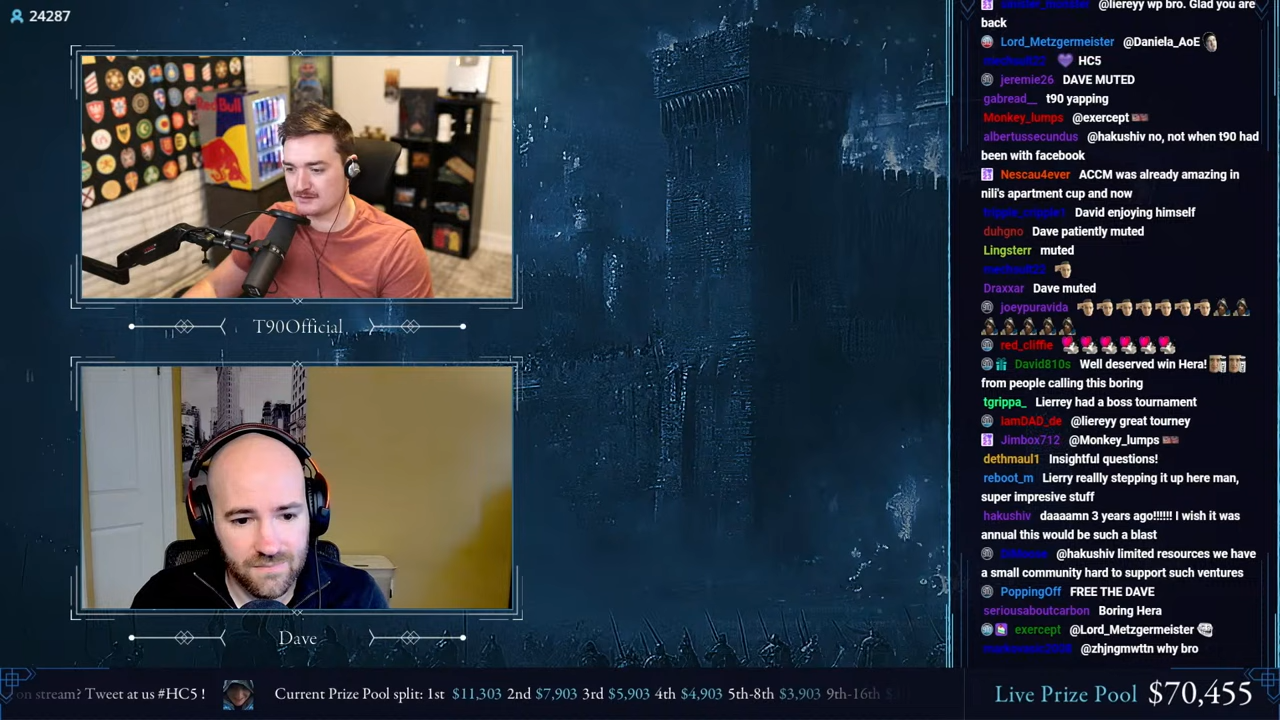 24287
Red Bull
T90Official
Dave
@liereyy wp bro. Glad you are
back
Lord_Metzgermeister @Daniela_AoE
HC5
jeremie26 DAVE MUTED
gabread__ t90 yapping
Monkey_lumps @exercept
albertussecundus @hakushiv no, not when t90 had
been with facebook
Nescau4ever ACCM was already amazing in
nili's apartment cup and now
David enjoying himself
duhgno Dave patiently muted
Lingsterr muted
Draxxar Dave muted
joeypuravida
red_cliffie
David810s Well deserved win Hera!
from people calling this boring
tgrippa_ Lierrey had a boss tournament
IamDAD_de @liereyy great tourney
Jimbox712 @Monkey_lumps
dethmaul1 Insightful questions!
reboot_m Lierry reallly stepping it up here man,
super impresive stuff
hakushiv daaaamn 3 years ago!!!!!! I wish it was
annual this would be such a blast
@hakushiv limited resources we have
a small community hard to support such ventures
PoppingOff FREE THE DAVE
seriousaboutcarbon Boring Hera
exercept @Lord_Metzgermeister
@zhjngmwttn why bro
on stream? Tweet at us #HC5 !
Current Prize Pool split: 1st $11,303 2nd $7,903 3rd $5,903 4th $4,903 5th-8th $3,903 9th-16th
Live Prize Pool $70,455